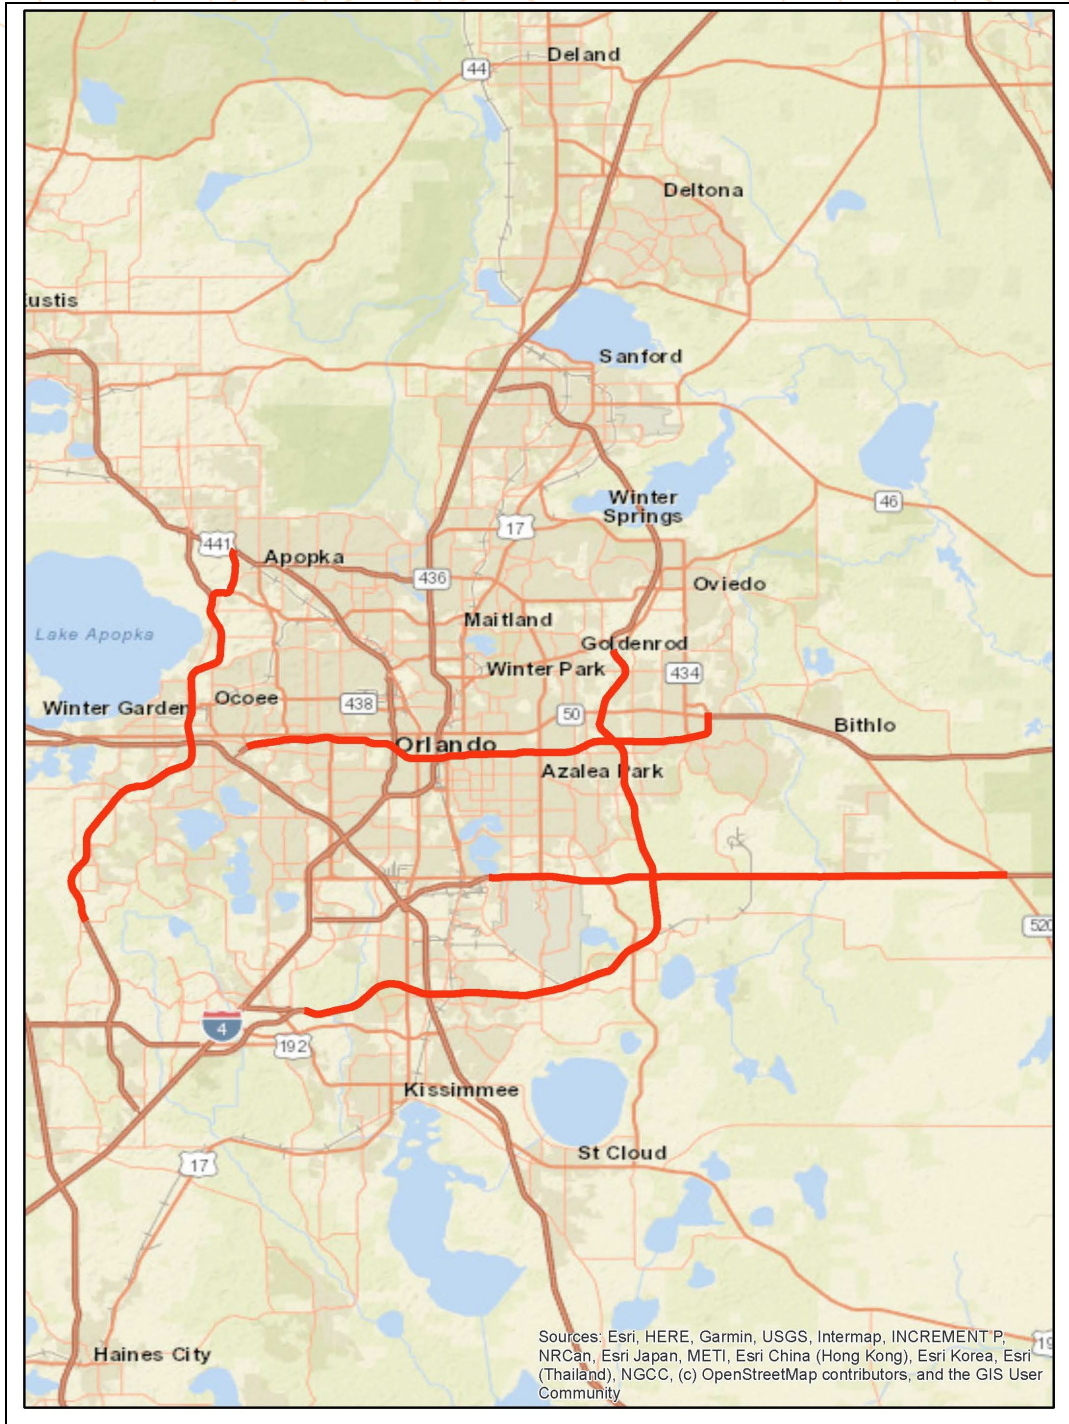 Deland
44
Deltona
ustis
Sanford
Winter
Springs
46
17
441
Apopka
436
Oviedo
Maitland
Lake Apopka
Goldenrod
Winter Park
434
Ocoee
438
Winter Garden
50
Bithlo
Orlando
Azalea Park
520
4
192
Kissimmee
St Cloud
17
Sources: Esri, HERE, Garmin, USGS, Intermap, INCREMENT P,
NRCan, Esri Japan, METI, Esri China (Hong Kong), Esri Korea, Esri
(Thailand), NGCC, (c) OpenStreetMap contributors, and the GIS User
Community
19
Haines City